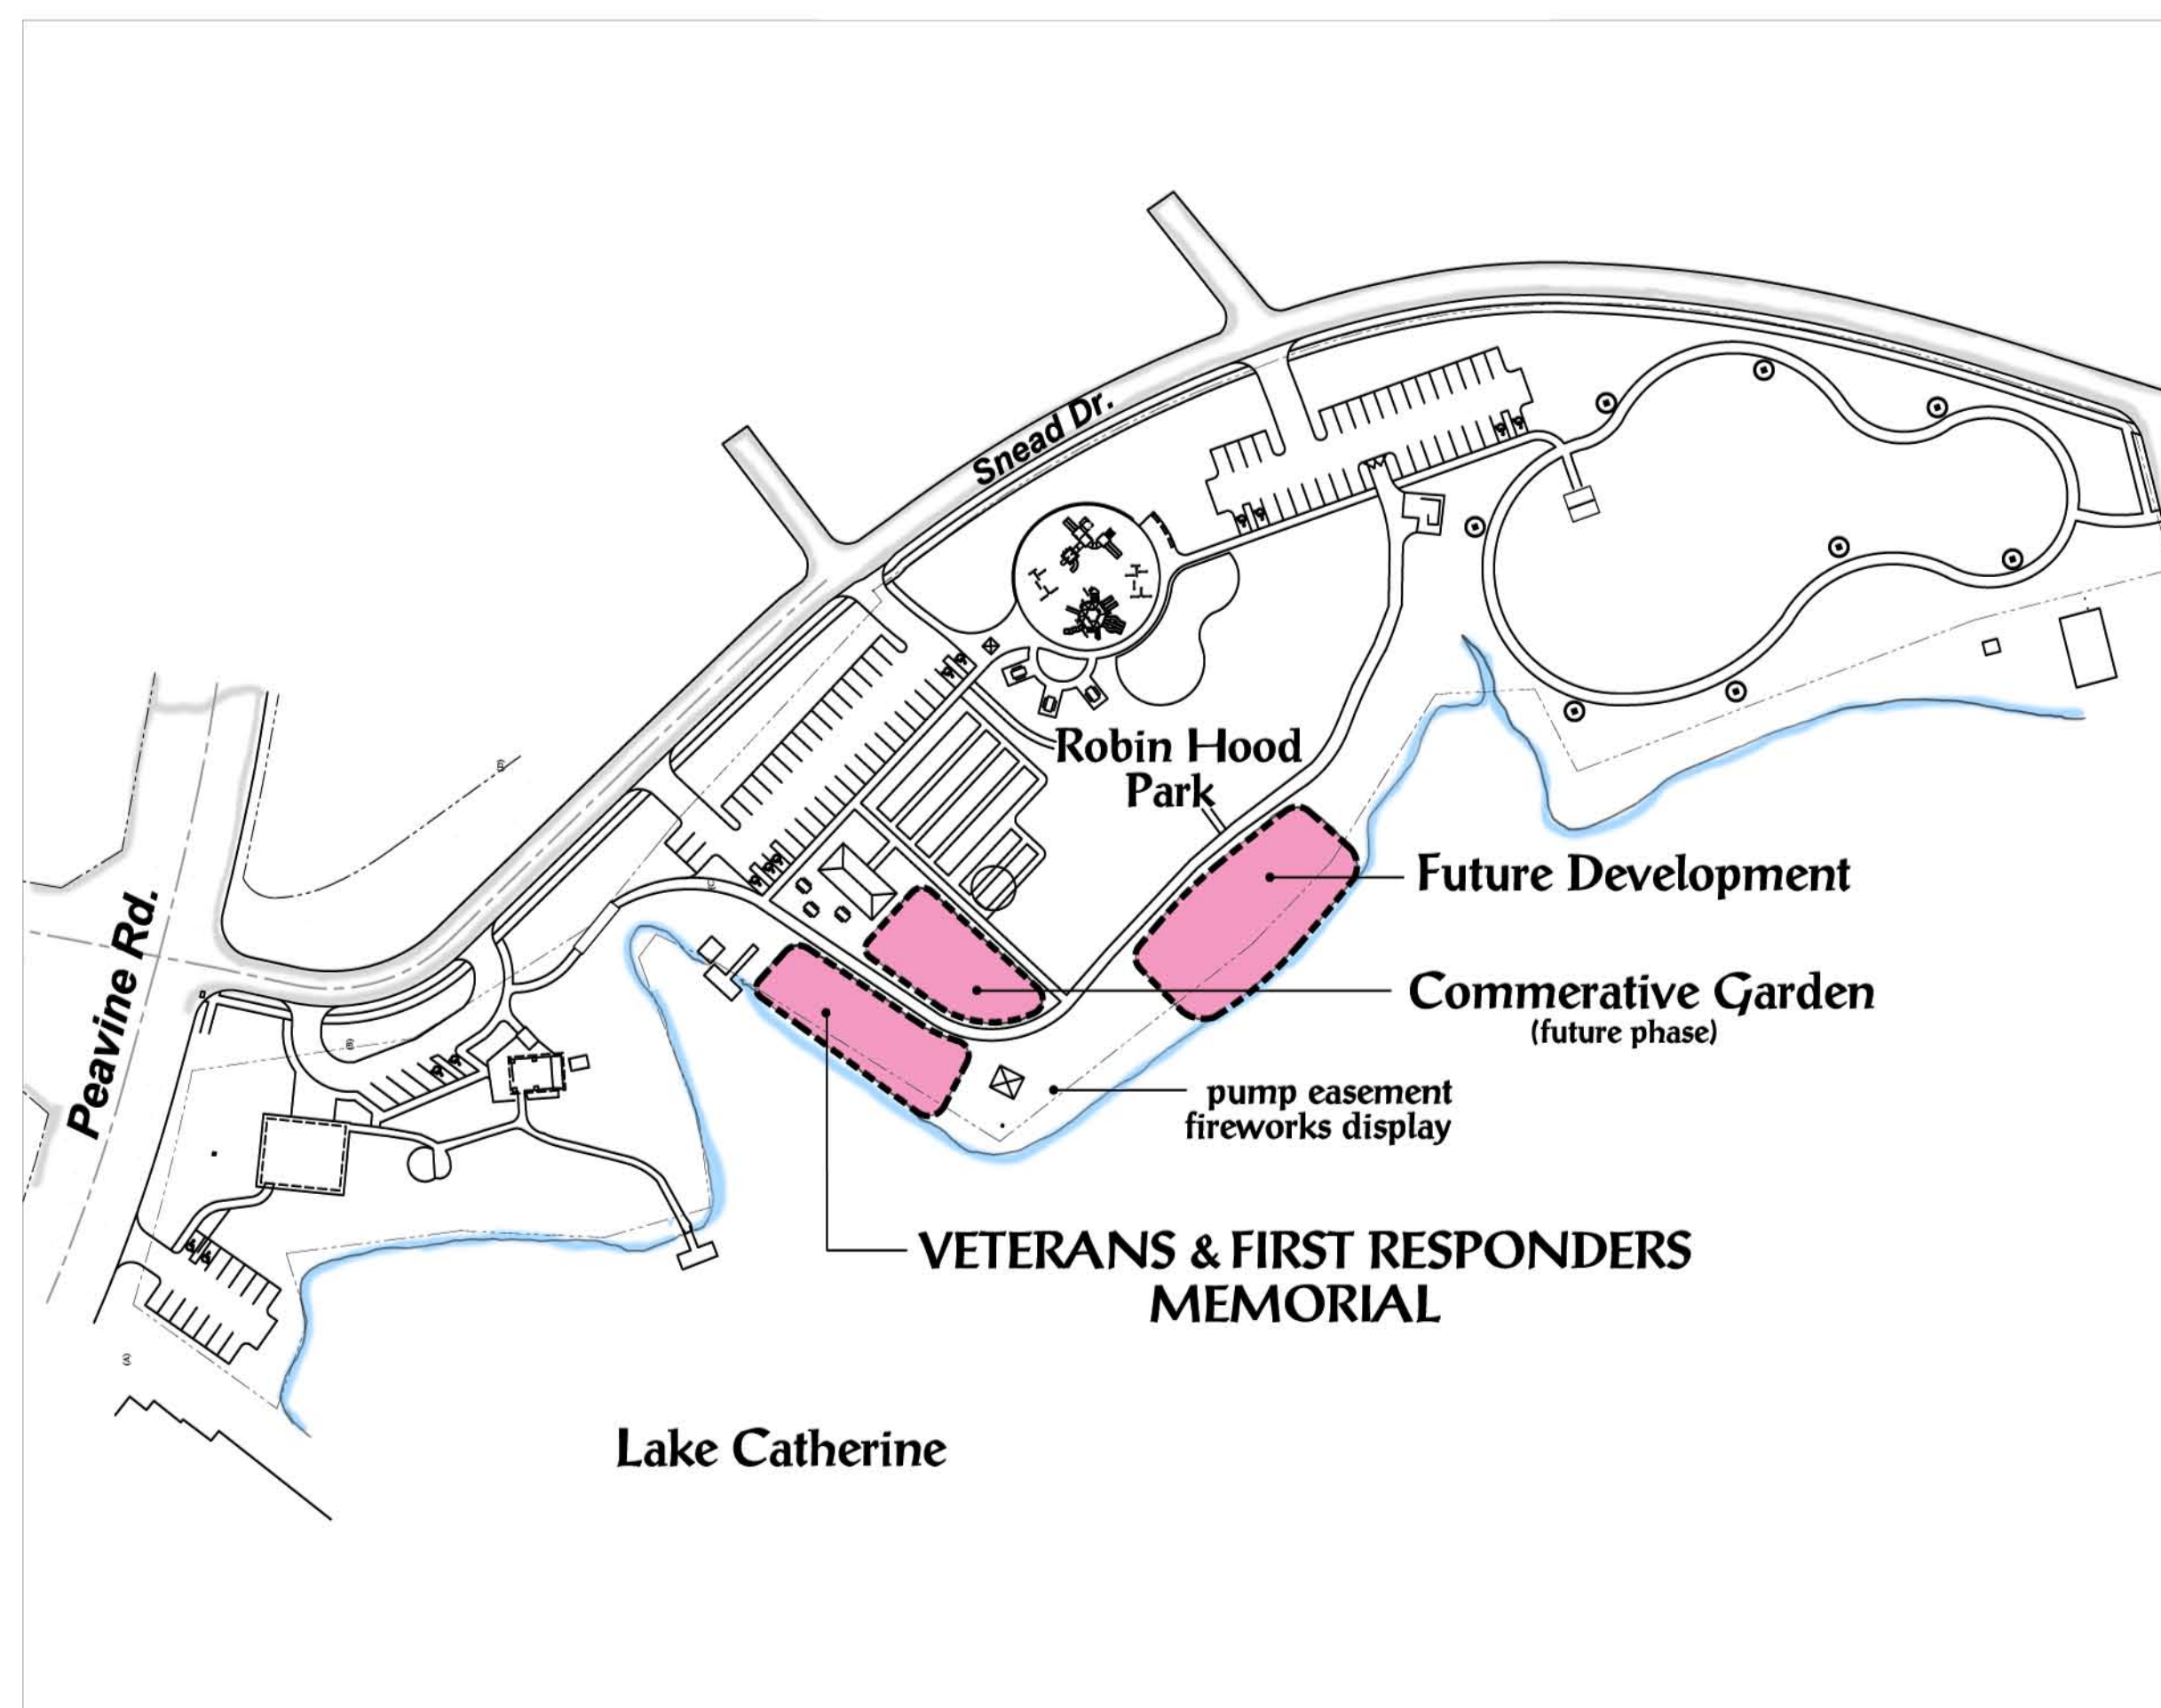 Snead Dr.
Robin Hood
Park
Future Development
Peavine Rd.
Commerative Garden
(future phase)
pump easement
fireworks display
VETERANS & FIRST RESPONDERS
MEMORIAL
Lake Catherine